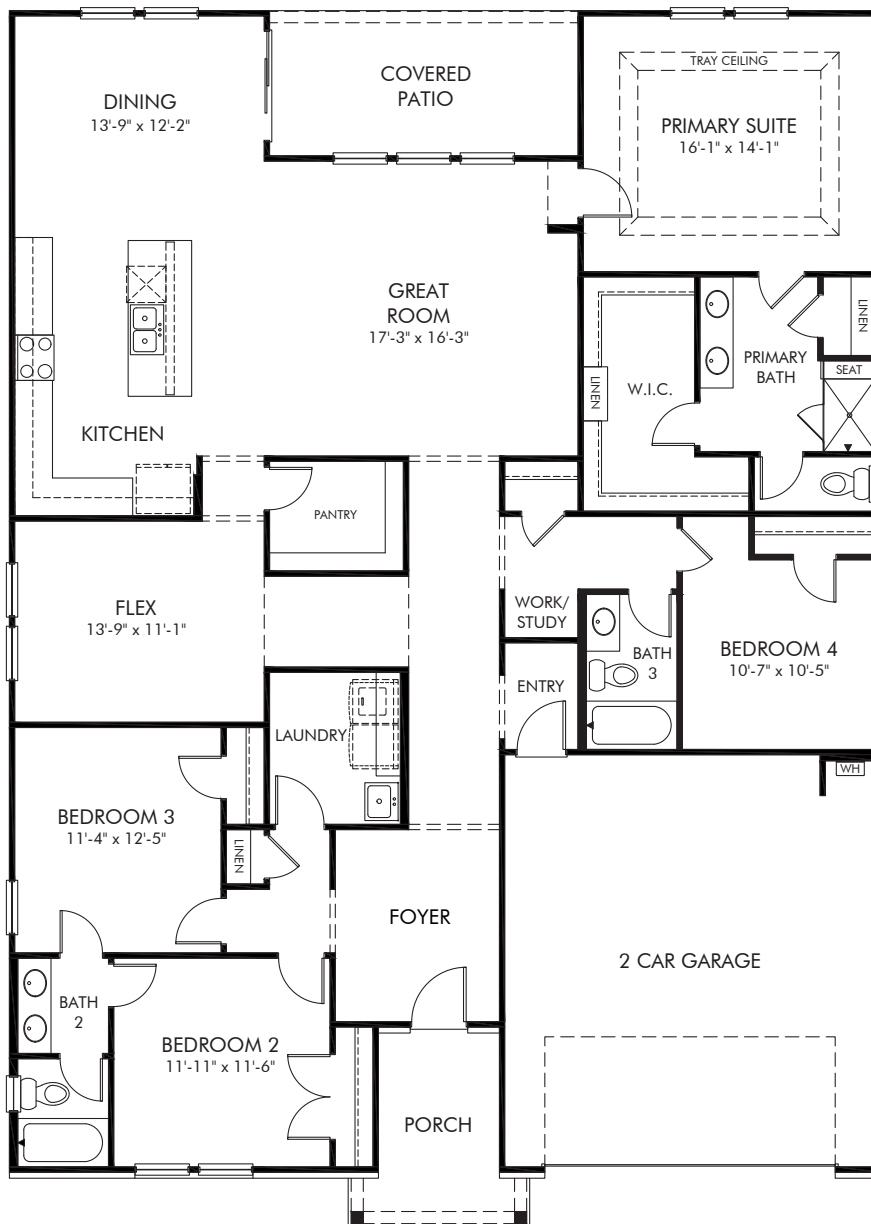 DINING
13'-9" x 12'-2"
COVERED
PATIO
TRAY CEILING
PRIMARY SUITE
16'-1" x 14'-1"
GREAT
ROOM
17'-3" x 16'-3"
LINEN
PRIMARY
BATH
SEAT
LINEN
W.I.C.
KITCHEN
PANTRY
FLEX
13'-9" x 11'-1"
WORK/
STUDY
BATH
3
BEDROOM 4
10'-7" x 10'-5"
ENTRY
LAUNDRY
WH
BEDROOM 3
11'-4" x 12'-5"
LINEN
FOYER
2 CAR GARAGE
BATH
2
BEDROOM 2
11'-11" x 11'-6"
PORCH